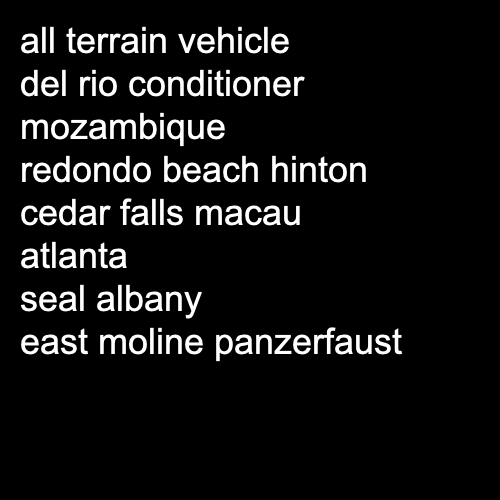 all terrain vehicle
del rio conditioner
mozambique
redondo beach hinton
cedar falls macau
atlanta
seal albany
east moline panzerfaust